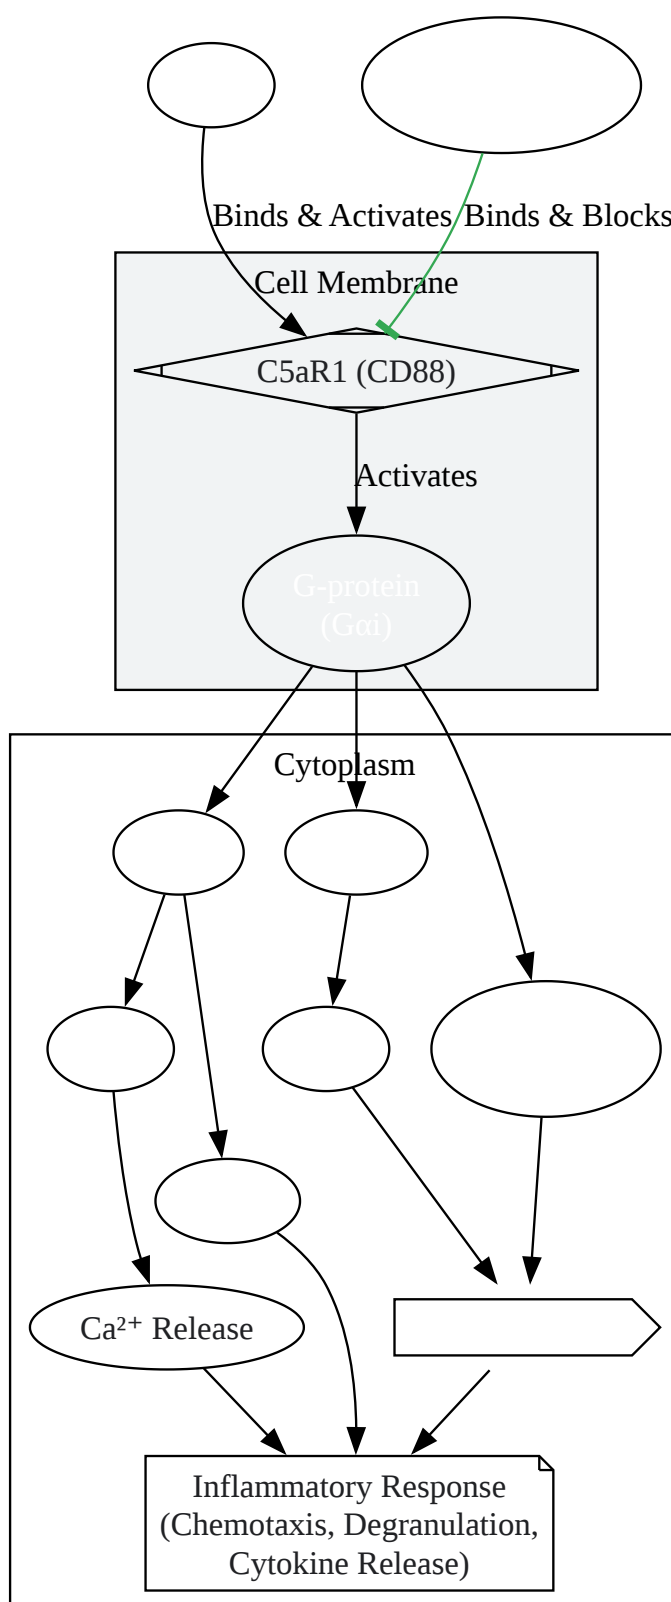 Binds & Activates
Binds & Blocks
Cell Membrane
C5aR1 (CD88)
Activates
G-protein
(Gαi)
Cytoplasm
Ca²⁺ Release
Inflammatory Response
(Chemotaxis, Degranulation,
Cytokine Release)